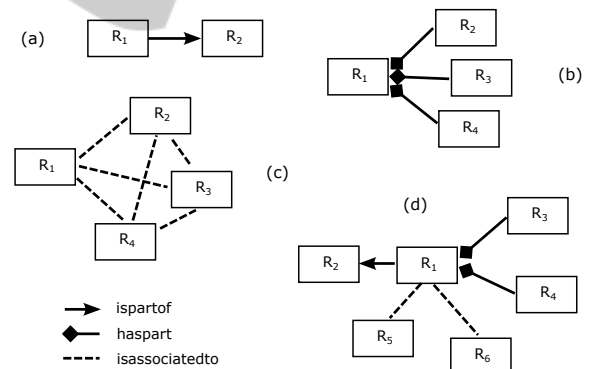 (a)
R₁
R₂
R₂
R₁
R₃
(b)
R₄
R₂
R₁
R₃
R₄
(c)
(d)
R₃
R₂
R₁
R₄
R₅
R₆
ispartof
haspart
isassociatedto